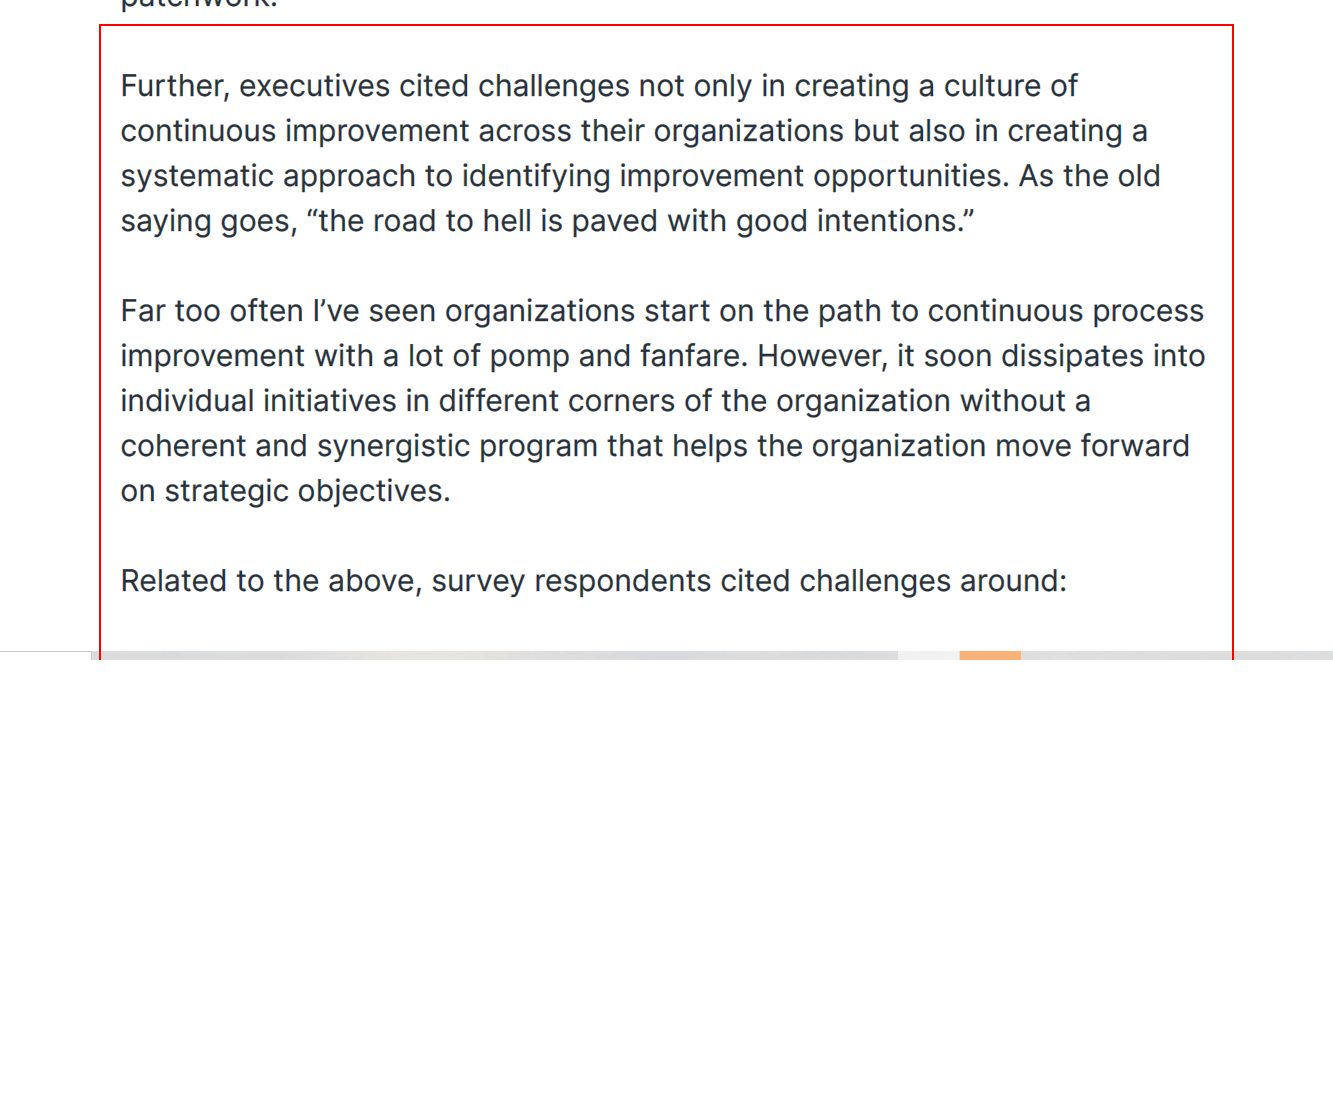 patchwork.
Further, executives cited challenges not only in creating a culture of
continuous improvement across their organizations but also in creating a
systematic approach to identifying improvement opportunities. As the old
saying goes, “the road to hell is paved with good intentions.”
Far too often I’ve seen organizations start on the path to continuous process
improvement with a lot of pomp and fanfare. However, it soon dissipates into
individual initiatives in different corners of the organization without a
coherent and synergistic program that helps the organization move forward
on strategic objectives.
Related to the above, survey respondents cited challenges around: